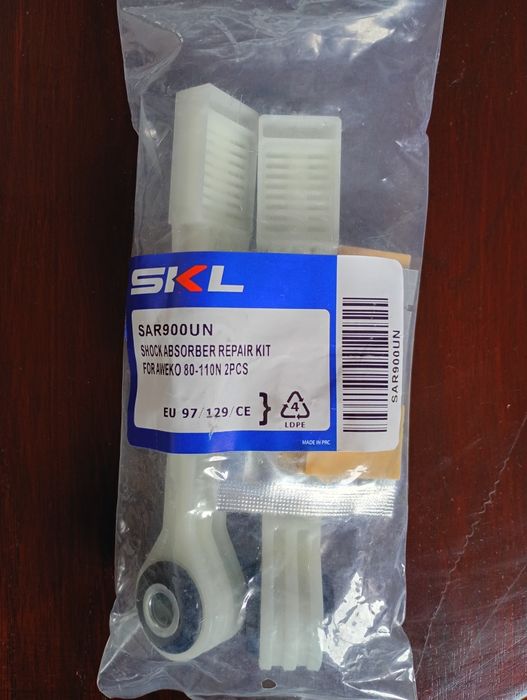 SKL
SAR900UN
SHOCK ABSORBER REPAIR KIT
FOR AWEKO 80-110N 2PCS
EU 97/129/CE } 4
LDPE
MADE IN PRC
SAR900UN